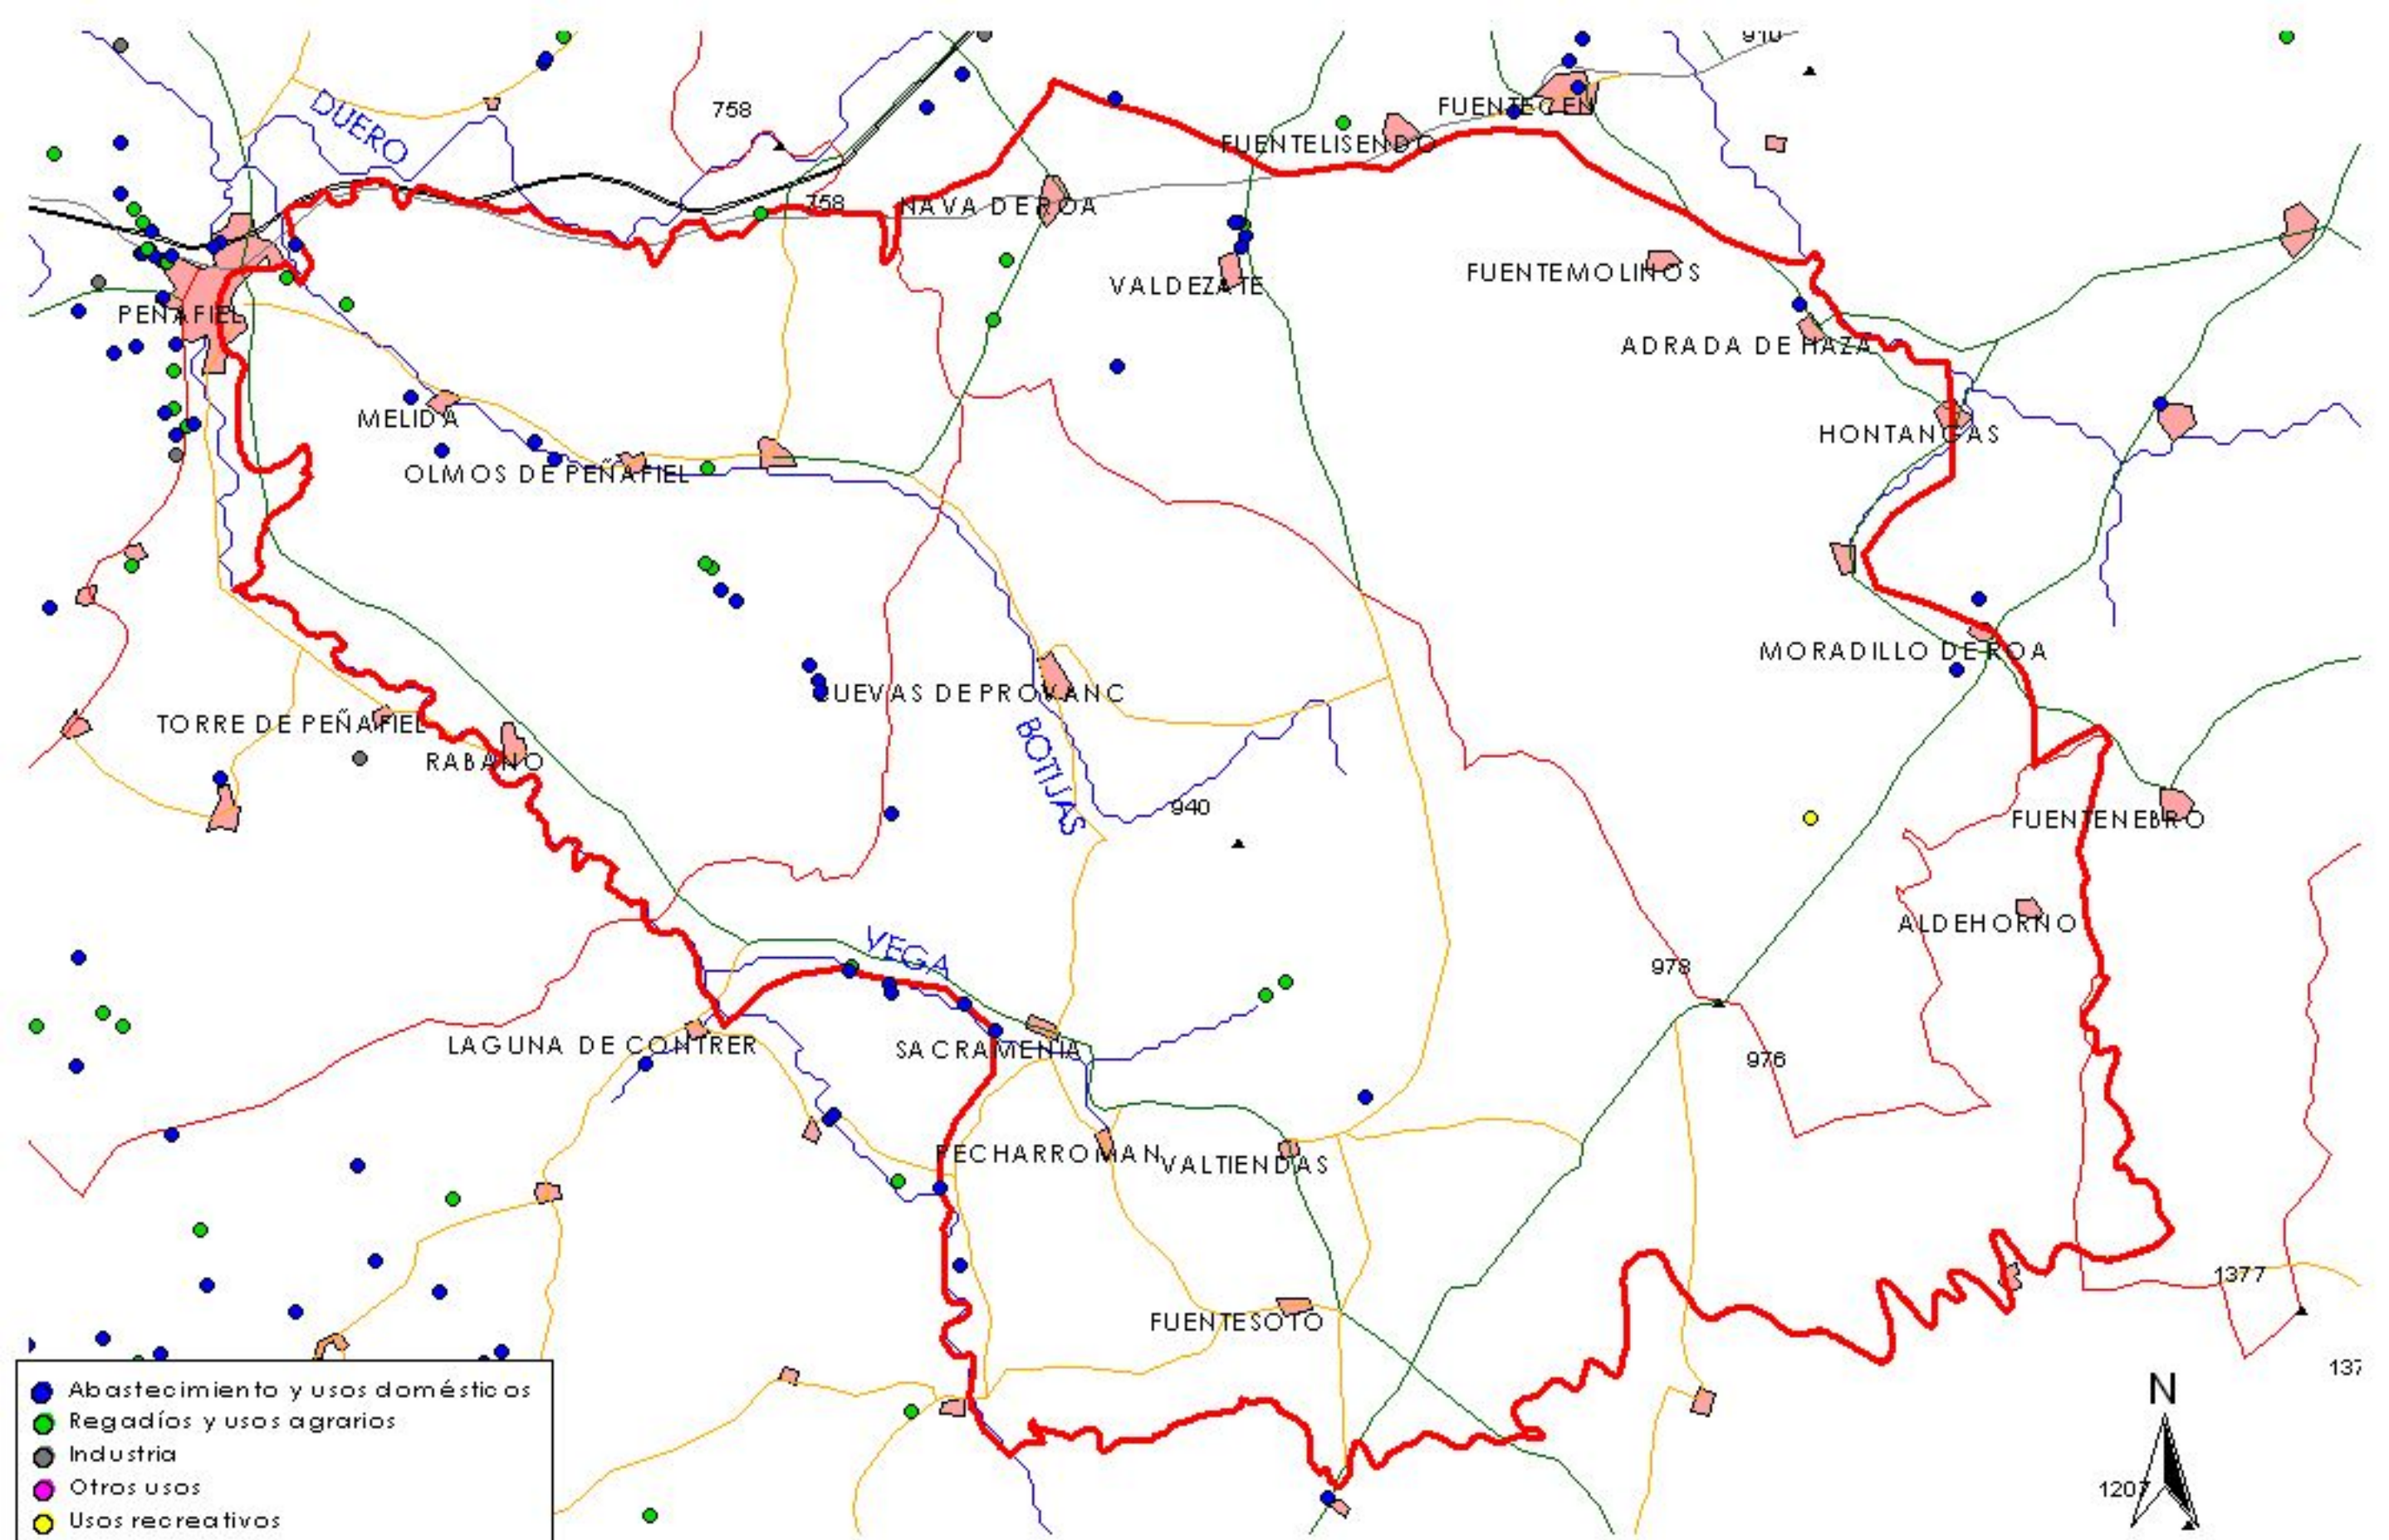 910
758
DUERO
FUENTECEN
FUENTELISENDO
758
NAVA DE ROA
VALDEZATE
FUENTEMOLINOS
PEÑAFIEL
ADRADA DE HAZA
MELIDA
HONTANGAS
OLMOS DE PEÑAFIEL
MORADILLO DE ROA
CUEVAS DE PROVANC
TORRE DE PEÑAFIEL
RABANO
BOTIJAS
940
FUENTENEBRO
ALDEHORNO
VEGA
978
LAGUNA DE CONTRER
SACRAMENIA
976
PECHARROMAN
VALTIENDAS
1377
FUENTESOTO
137
N
Abastecimiento y usos domésticos
Regadíos y usos agrarios
Industria
Otros usos
1207
Usos recreativos